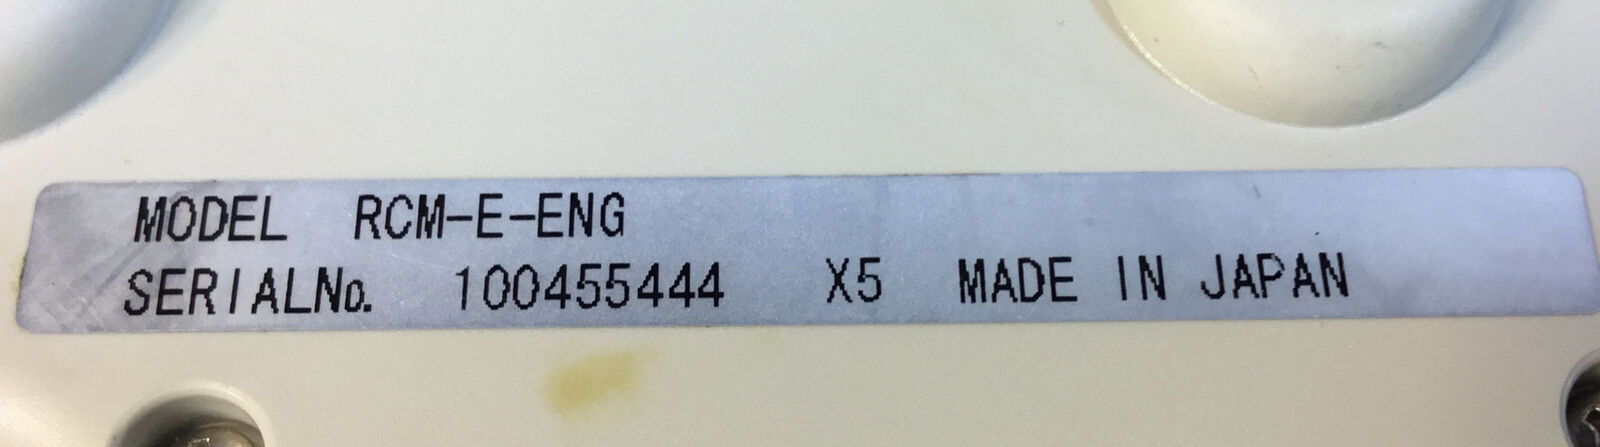 MODEL RCM-E-ENG
SERIALNo. 100455444 X5 MADE IN JAPAN